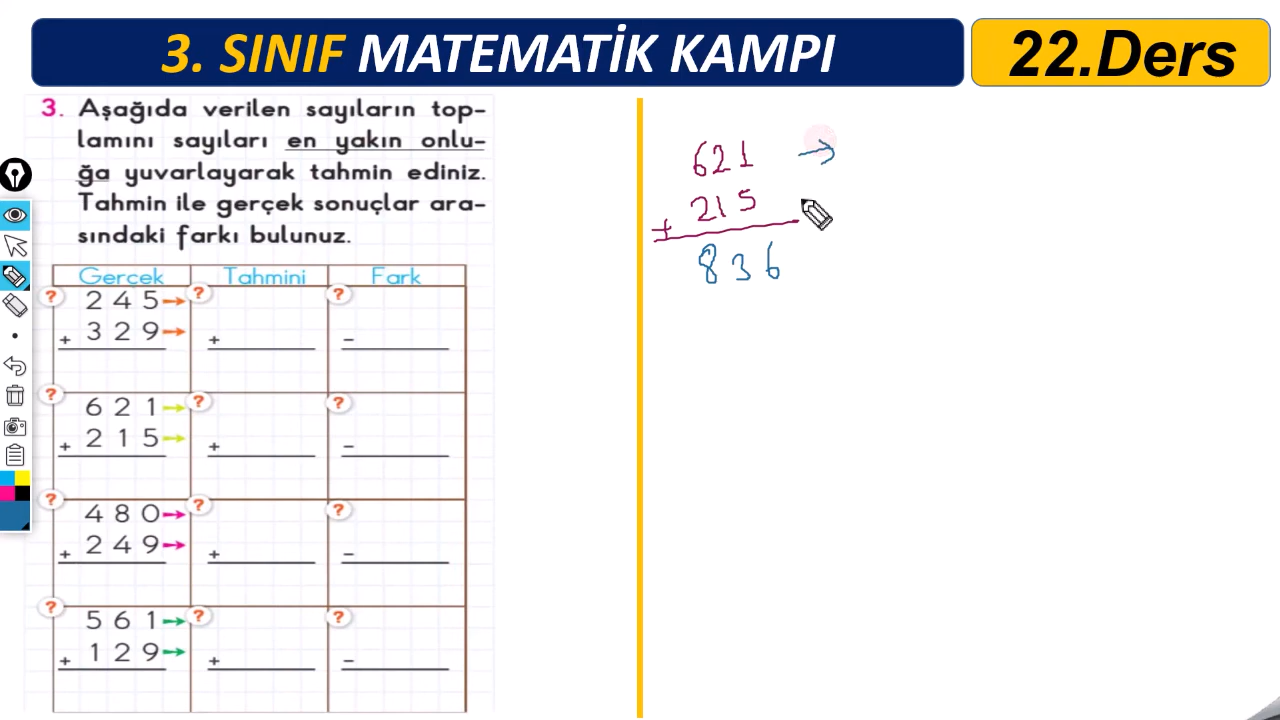 3. SINIF MATEMATİK KAMPI
22.Ders
3. Aşağıda verilen sayıların top-
lamını sayıları en yakın onlu-
ğa yuvarlayarak tahmin ediniz.
Tahmin ile gerçek sonuçlar ara-
sındaki farkı bulunuz.
Gerçek Tahmini Fark
? 245 → ? ?
+ 329 → + −
? 621 → ? ?
+ 215 → + −
? 480 → ? ?
+ 249 → + −
? 561 → ? ?
+ 129 → + −
621 →
215
+
836